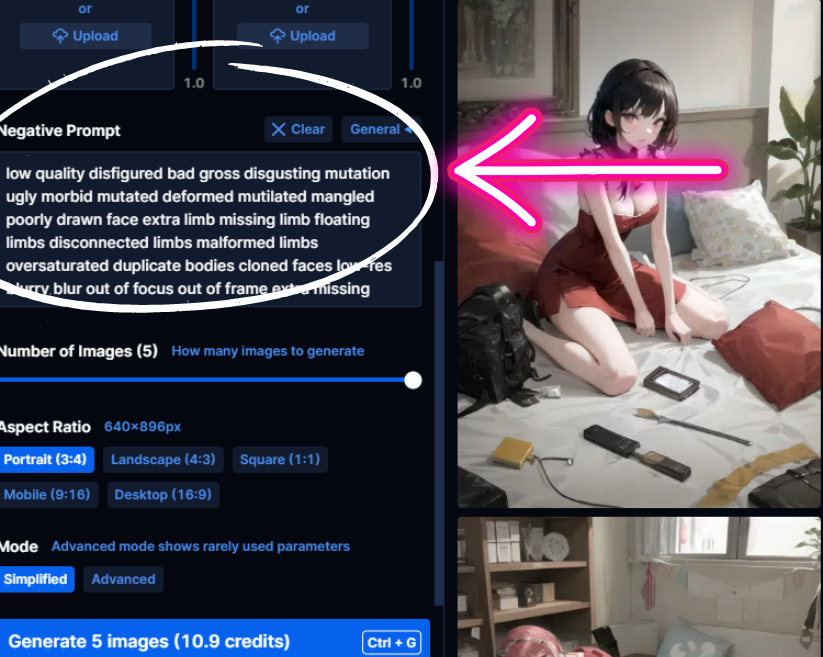 or
or
Upload
Upload
1.0
1.0
Negative Prompt
Clear
General
low quality disfigured bad gross disgusting mutation
ugly morbid mutated deformed mutilated mangled
poorly drawn face extra limb missing limb floating
limbs disconnected limbs malformed limbs
oversaturated duplicate bodies cloned faces low-res
blurry blur out of focus out of frame extra missing
Number of Images (5) How many images to generate
Aspect Ratio 640×896px
Portrait (3:4) Landscape (4:3) Square (1:1)
Mobile (9:16) Desktop (16:9)
Mode Advanced mode shows rarely used parameters
Simplified Advanced
Generate 5 images (10.9 credits) Ctrl + G